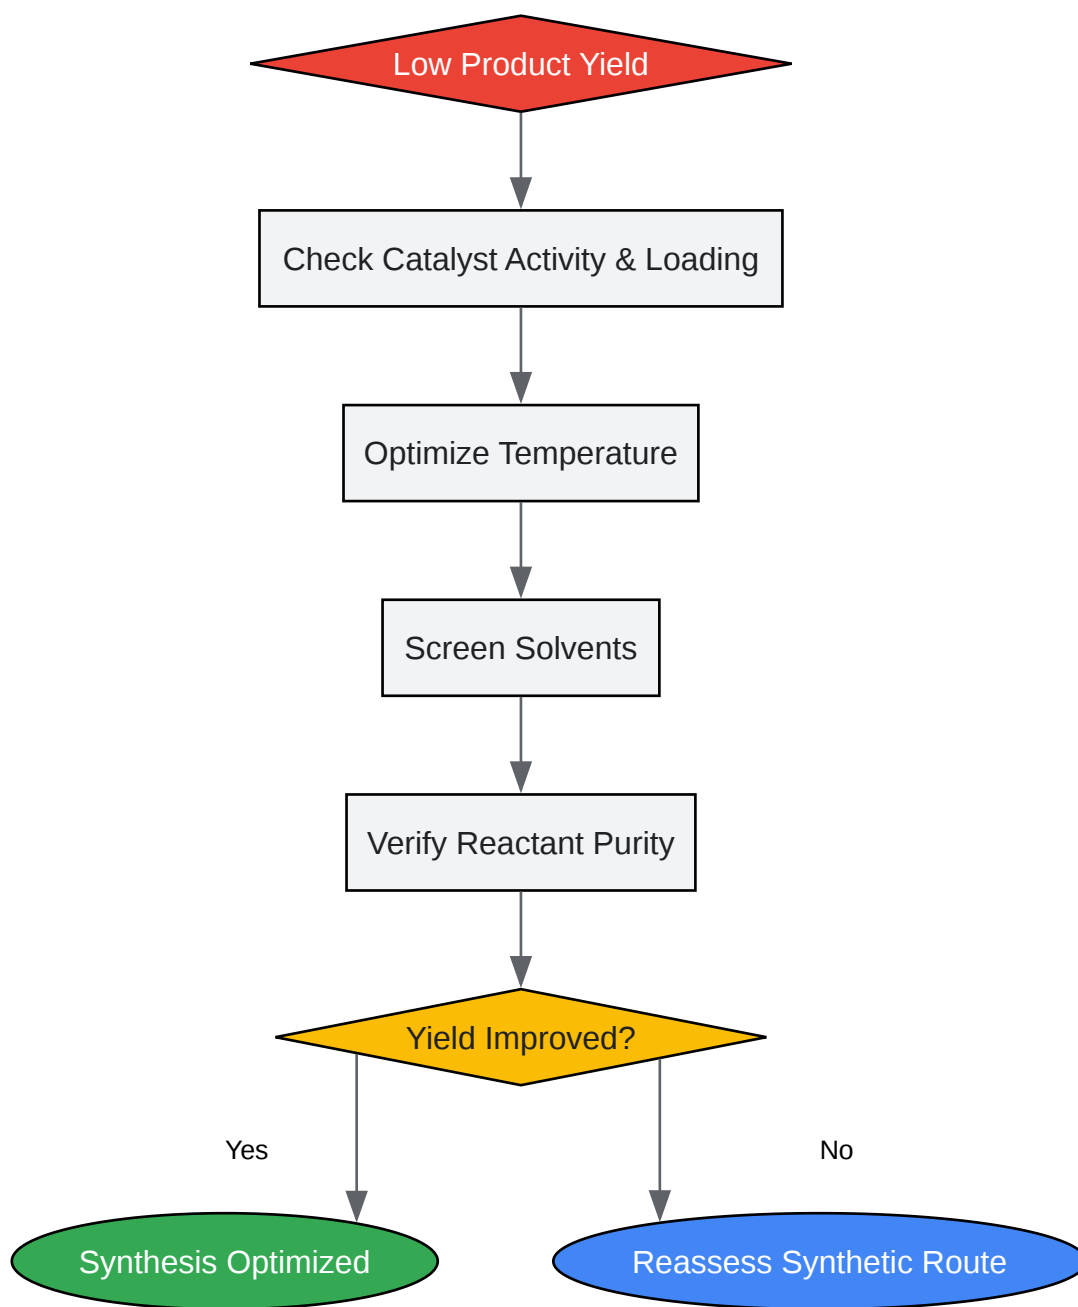 Low Product Yield
Check Catalyst Activity & Loading
Optimize Temperature
Screen Solvents
Verify Reactant Purity
Yield Improved?
Yes
No
Synthesis Optimized
Reassess Synthetic Route